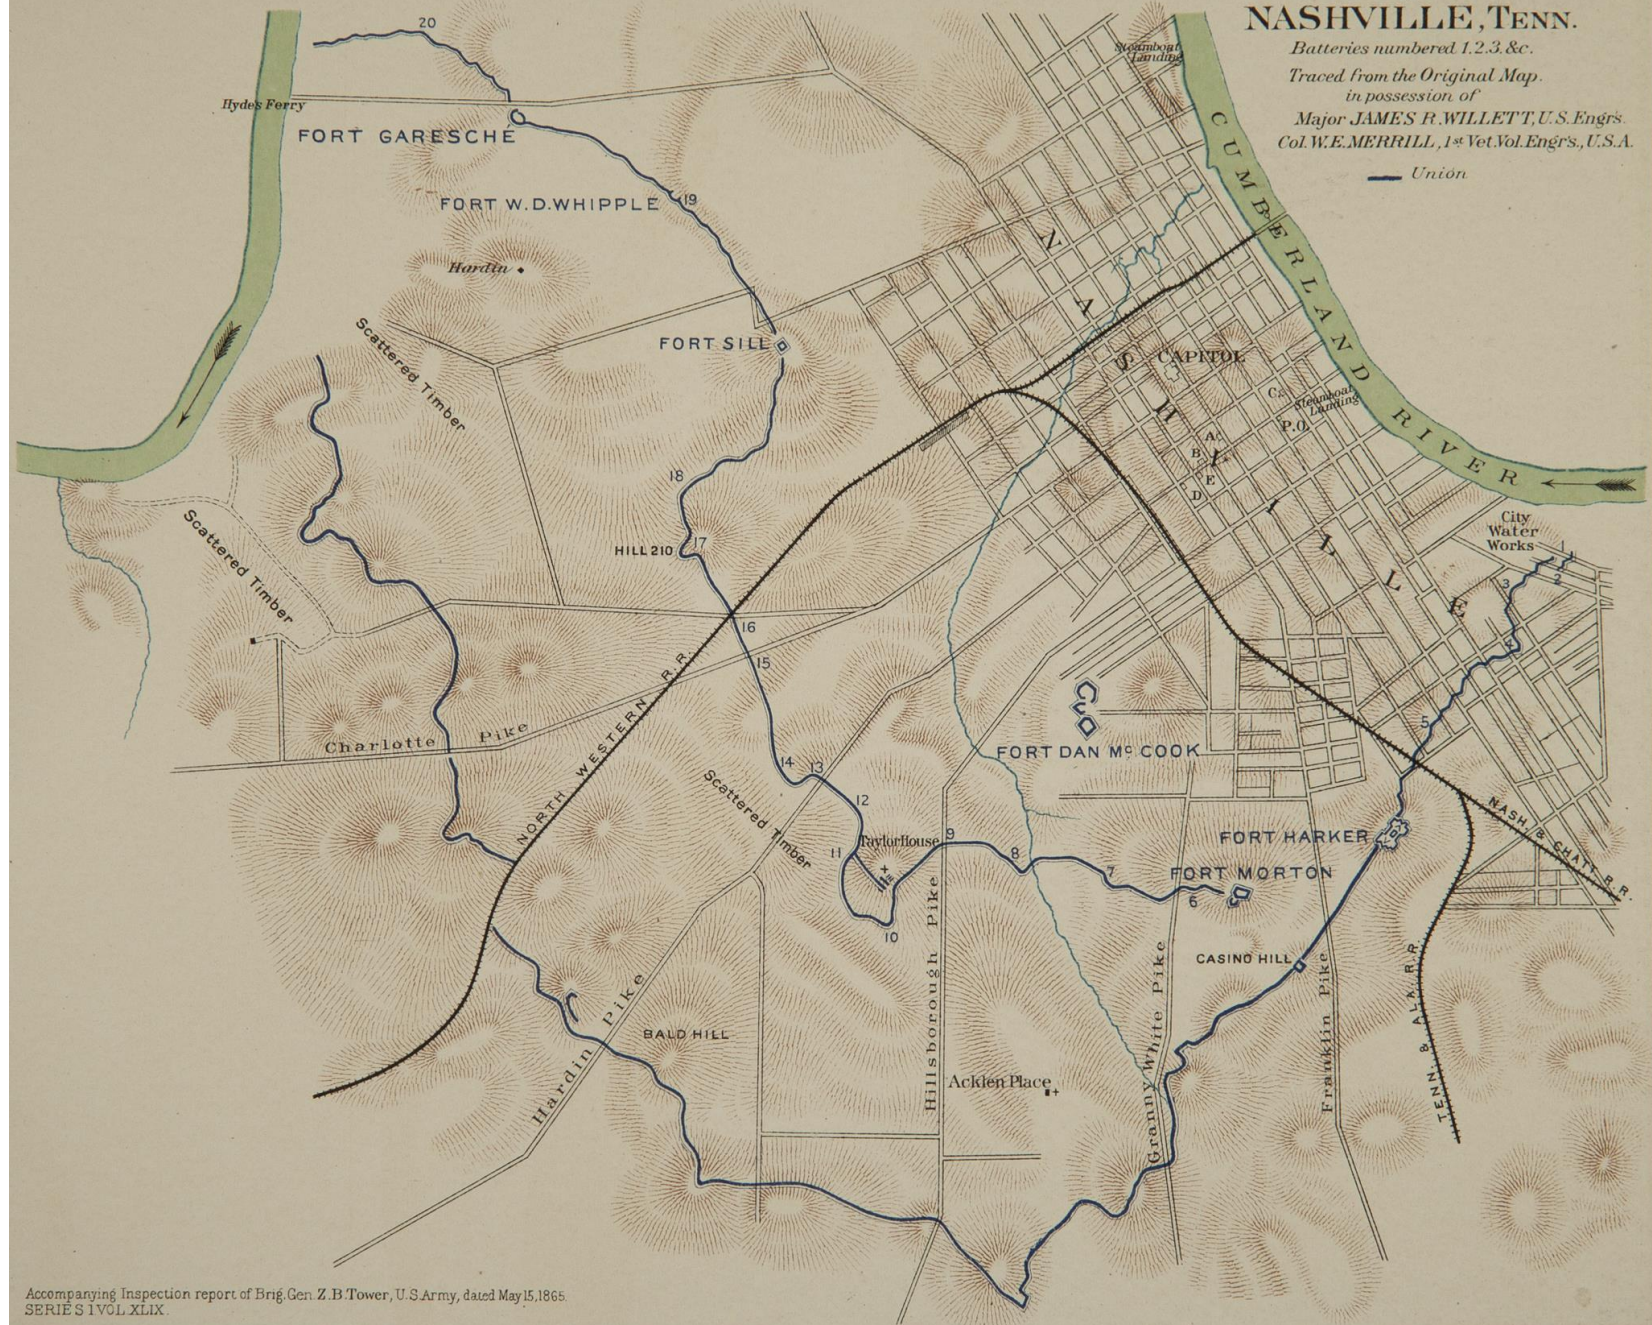 NASHVILLE, TENN.
Batteries numbered 1.2.3.&c.
Traced from the Original Map.
in possession of
Major JAMES R.WILLETT, U.S.Engrs.
Col. W.E.MERRILL, 1st Vet.Vol.Engr's., U.S.A.
Union
20
Steamboat
Landing
Hyde's Ferry
FORT GARESCHÉ
CUMBERLAND RIVER
FORT W.D.WHIPPLE
19
NASHVILLE
Hardin
Scattered Timber
FORT SILL
CAPITOL
C.
Steamboat
Landing
P.O.
A
B
E
D
18
17
HILL 210
City
Water
Works
1
2
3
Scattered Timber
16
15
NORTH WESTERN R.R.
Charlotte Pike
5
FORT DAN McCOOK
14
13
12
Scattered Timber
Taylor House
9
8
7
11
10
FORT HARKER
FORT MORTON
6
NASH. & CHATT. R.R.
CASINO HILL
Hillsborough Pike
Granny White Pike
Franklin Pike
TENN. & ALA. R.R.
BALD HILL
Hardin Pike
Acklen Place
Accompanying Inspection report of Brig. Gen. Z.B.Tower, U.S.Army, dated May 15,1865.
SERIES 1 VOL. XLIX.